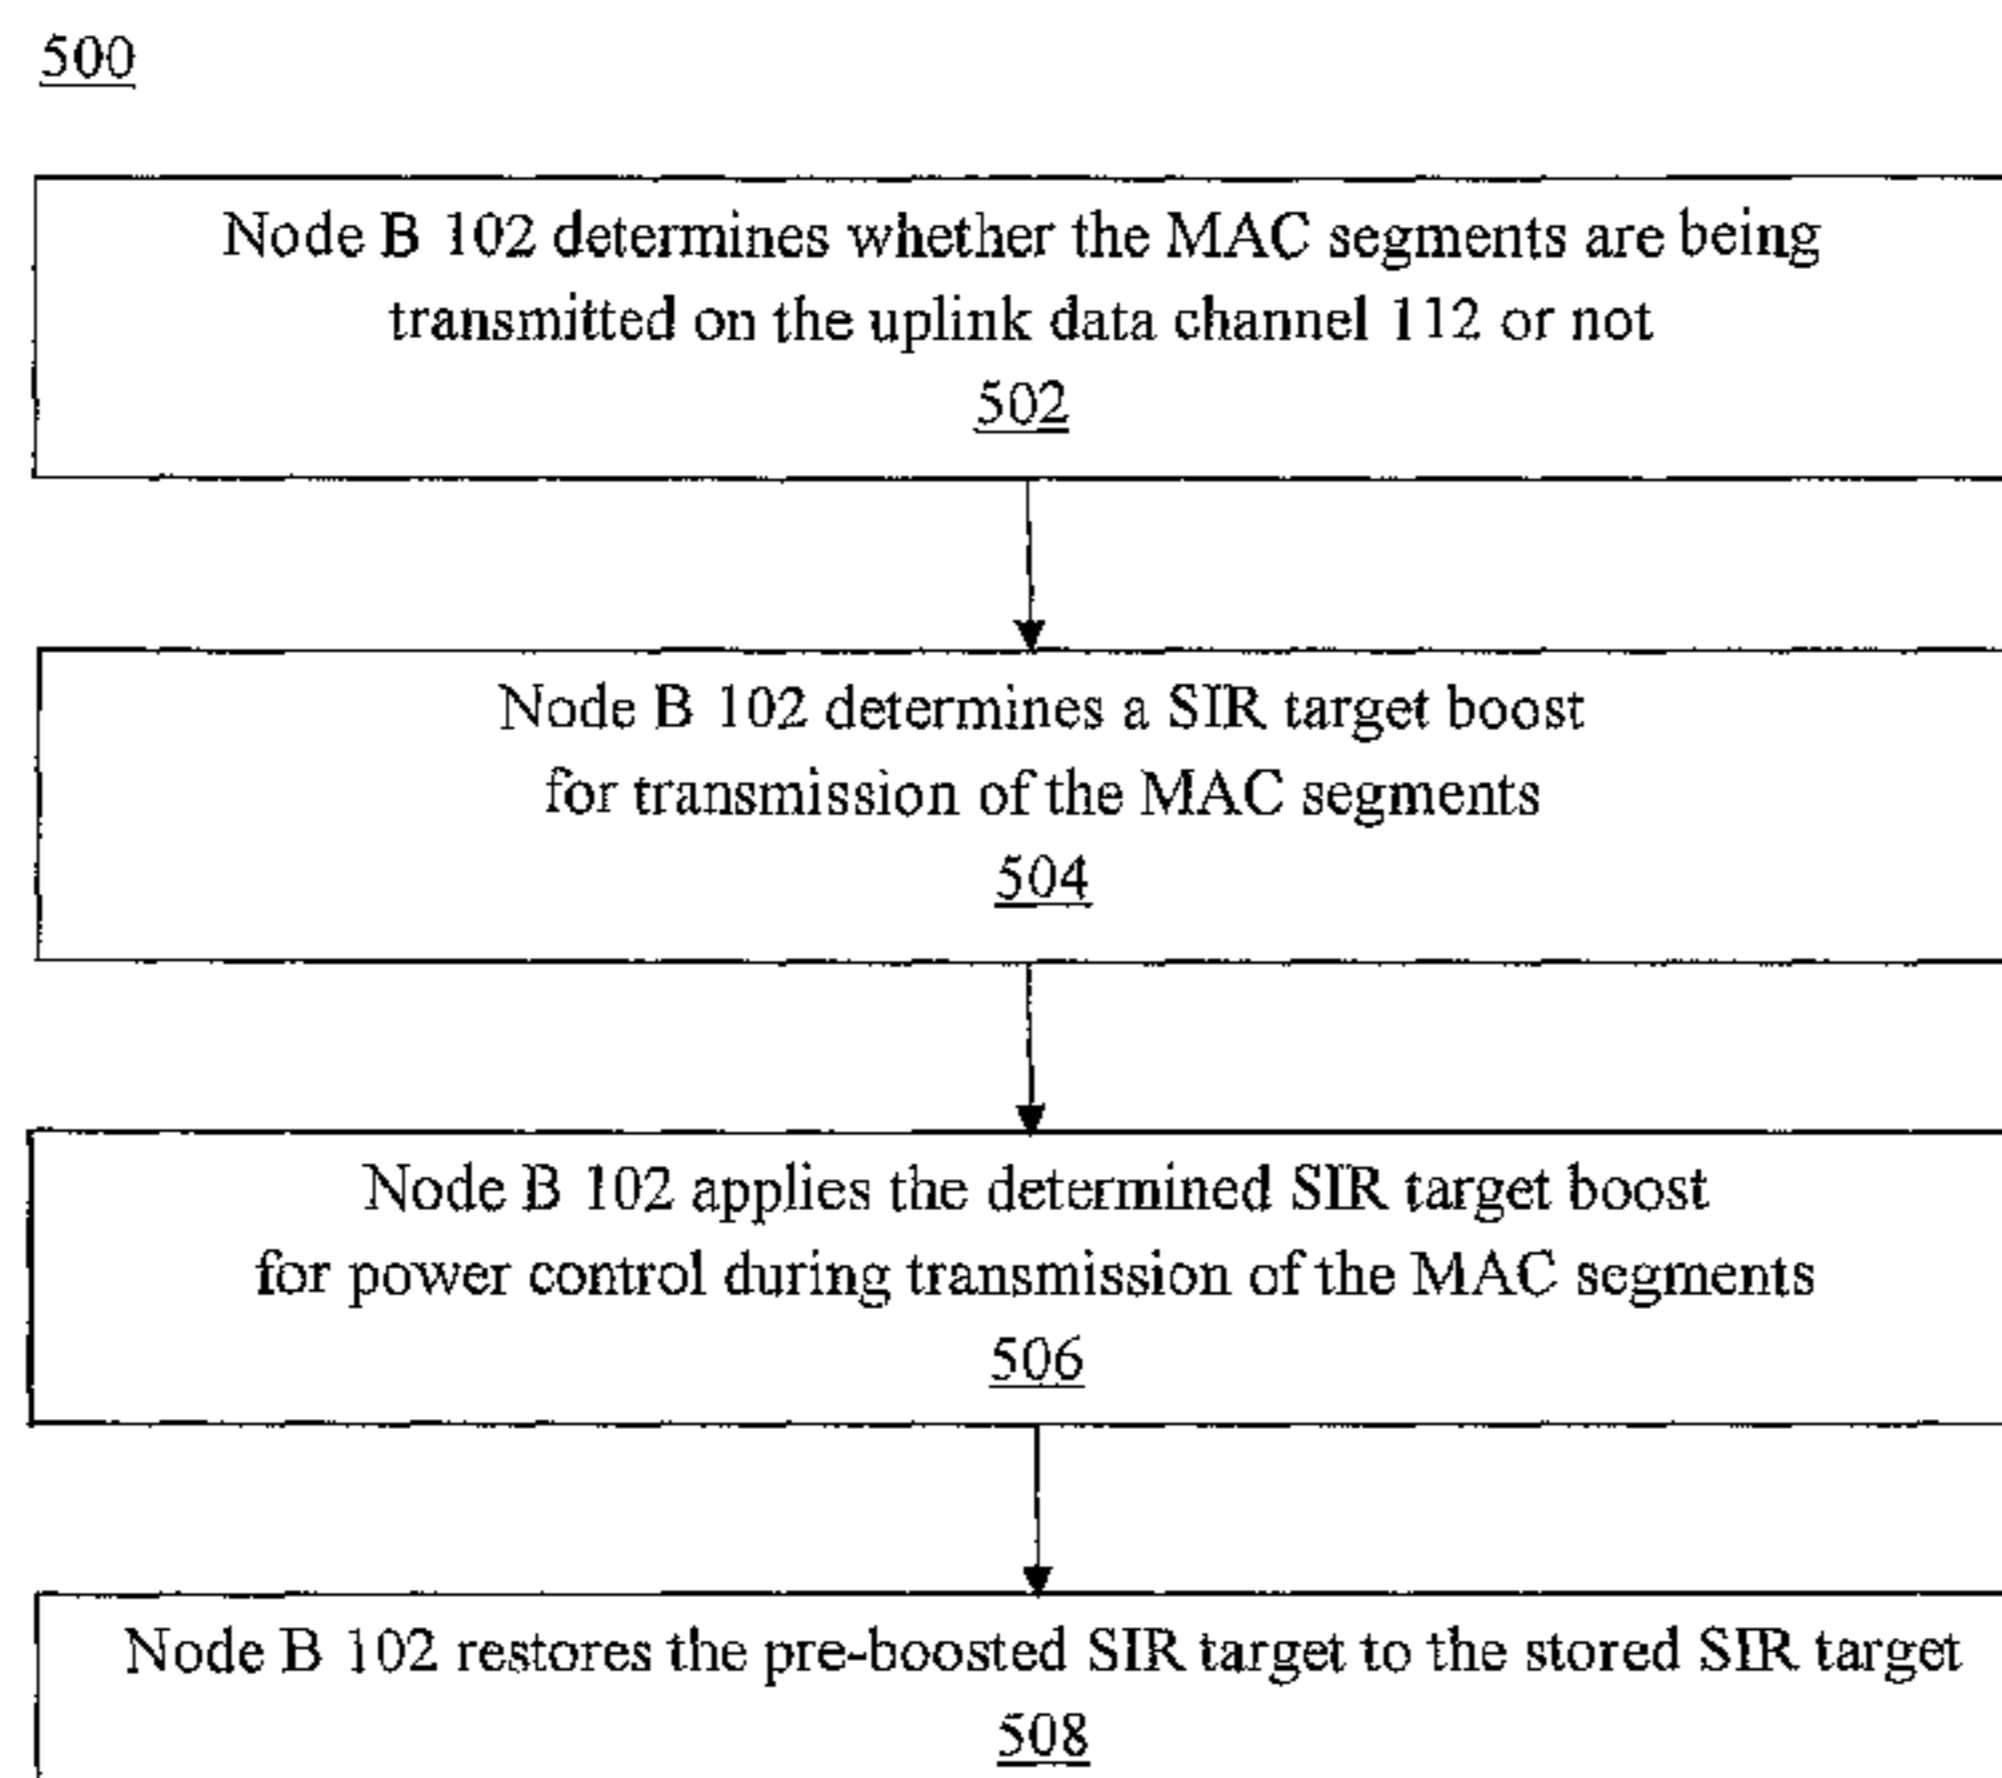 500
Node B 102 determines whether the MAC segments are being
transmitted on the uplink data channel 112 or not
502
Node B 102 determines a SIR target boost
for transmission of the MAC segments
504
Node B 102 applies the determined SIR target boost
for power control during transmission of the MAC segments
506
Node B 102 restores the pre-boosted SIR target to the stored SIR target
508